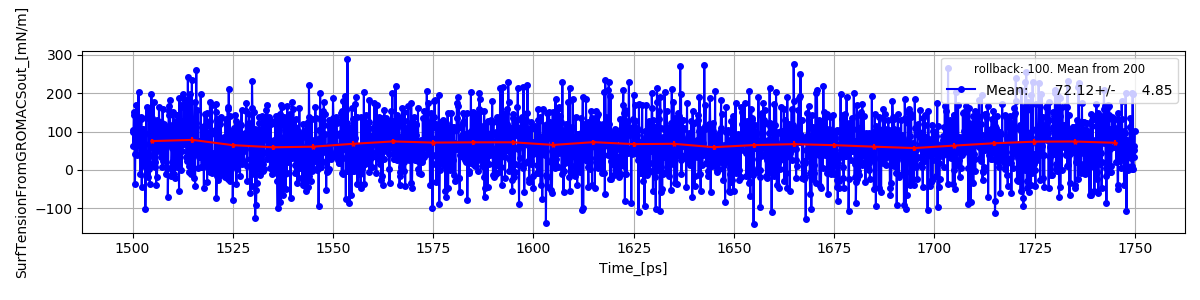 SurfTensionFromGROMACSout_[mN/m]
300
200
100
0
−100
rollback: 100. Mean from 200
Mean: 72.12+/- 4.85
1500 1525 1550 1575 1600 1625 1650 1675 1700 1725 1750
Time_[ps]